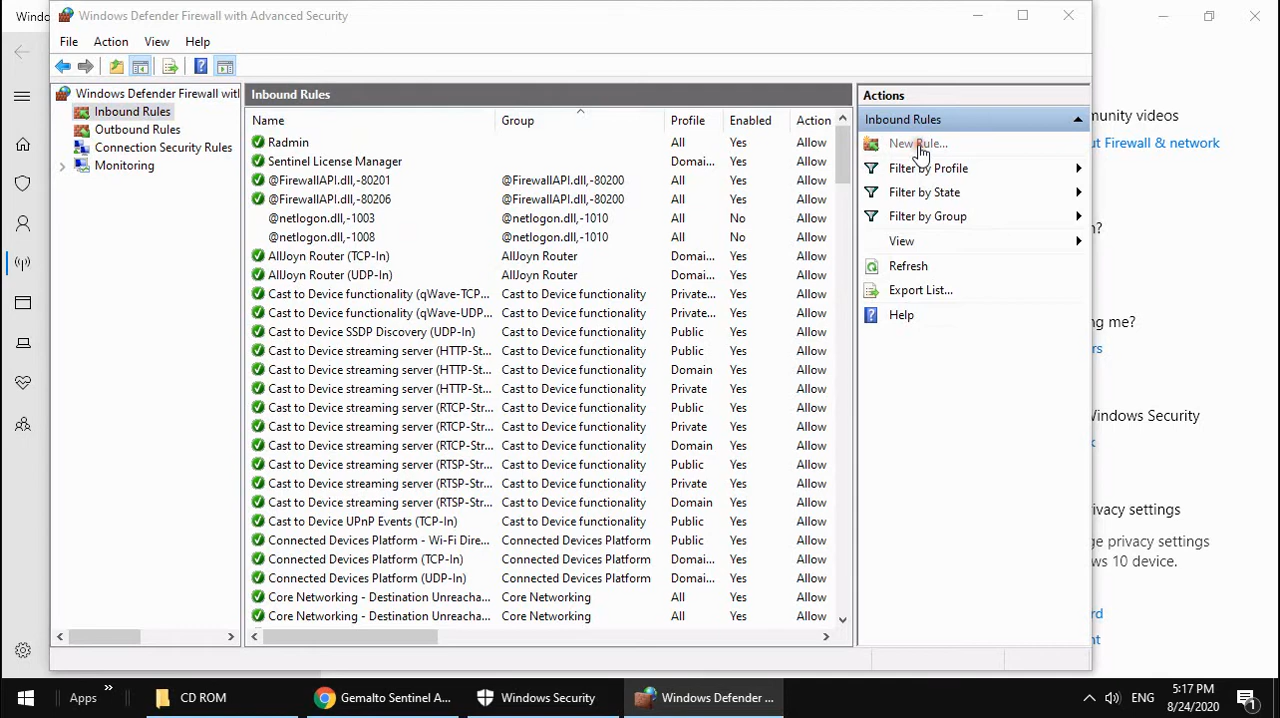 Windo
Windows Defender Firewall with Advanced Security
File Action View Help
Windows Defender Firewall wit
Inbound Rules
Outbound Rules
Connection Security Rules
Monitoring
Inbound Rules
Name Group Profile Enabled Action
Radmin All Yes Allow
Sentinel License Manager Domai... Yes Allow
@FirewallAPI.dll,-80201 @FirewallAPI.dll,-80200 All Yes Allow
@FirewallAPI.dll,-80206 @FirewallAPI.dll,-80200 All Yes Allow
@netlogon.dll,-1003 @netlogon.dll,-1010 All No Allow
@netlogon.dll,-1008 @netlogon.dll,-1010 All No Allow
AllJoyn Router (TCP-In) AllJoyn Router Domai... Yes Allow
AllJoyn Router (UDP-In) AllJoyn Router Domai... Yes Allow
Cast to Device functionality (qWave-TCP... Cast to Device functionality Private... Yes Allow
Cast to Device functionality (qWave-UDP... Cast to Device functionality Private... Yes Allow
Cast to Device SSDP Discovery (UDP-In) Cast to Device functionality Public Yes Allow
Cast to Device streaming server (HTTP-St... Cast to Device functionality Public Yes Allow
Cast to Device streaming server (HTTP-St... Cast to Device functionality Domain Yes Allow
Cast to Device streaming server (HTTP-St... Cast to Device functionality Private Yes Allow
Cast to Device streaming server (RTCP-Str... Cast to Device functionality Public Yes Allow
Cast to Device streaming server (RTCP-Str... Cast to Device functionality Private Yes Allow
Cast to Device streaming server (RTCP-Str... Cast to Device functionality Domain Yes Allow
Cast to Device streaming server (RTSP-Str... Cast to Device functionality Public Yes Allow
Cast to Device streaming server (RTSP-Str... Cast to Device functionality Private Yes Allow
Cast to Device streaming server (RTSP-Str... Cast to Device functionality Domain Yes Allow
Cast to Device UPnP Events (TCP-In) Cast to Device functionality Public Yes Allow
Connected Devices Platform - Wi-Fi Dire... Connected Devices Platform Public Yes Allow
Connected Devices Platform (TCP-In) Connected Devices Platform Domai... Yes Allow
Connected Devices Platform (UDP-In) Connected Devices Platform Domai... Yes Allow
Core Networking - Destination Unreacha... Core Networking All Yes Allow
Core Networking - Destination Unreacha... Core Networking All Yes Allow
Actions
Inbound Rules
New Rule...
Filter by Profile
Filter by State
Filter by Group
View
Refresh
Export List...
Help
munity videos
ut Firewall & network
n?
ng me?
rs
Windows Security
k
ivacy settings
ge privacy settings
ws 10 device.
rd
nt
Apps » CD ROM Gemalto Sentinel A... Windows Security Windows Defender ... ENG 5:17 PM
8/24/2020
1